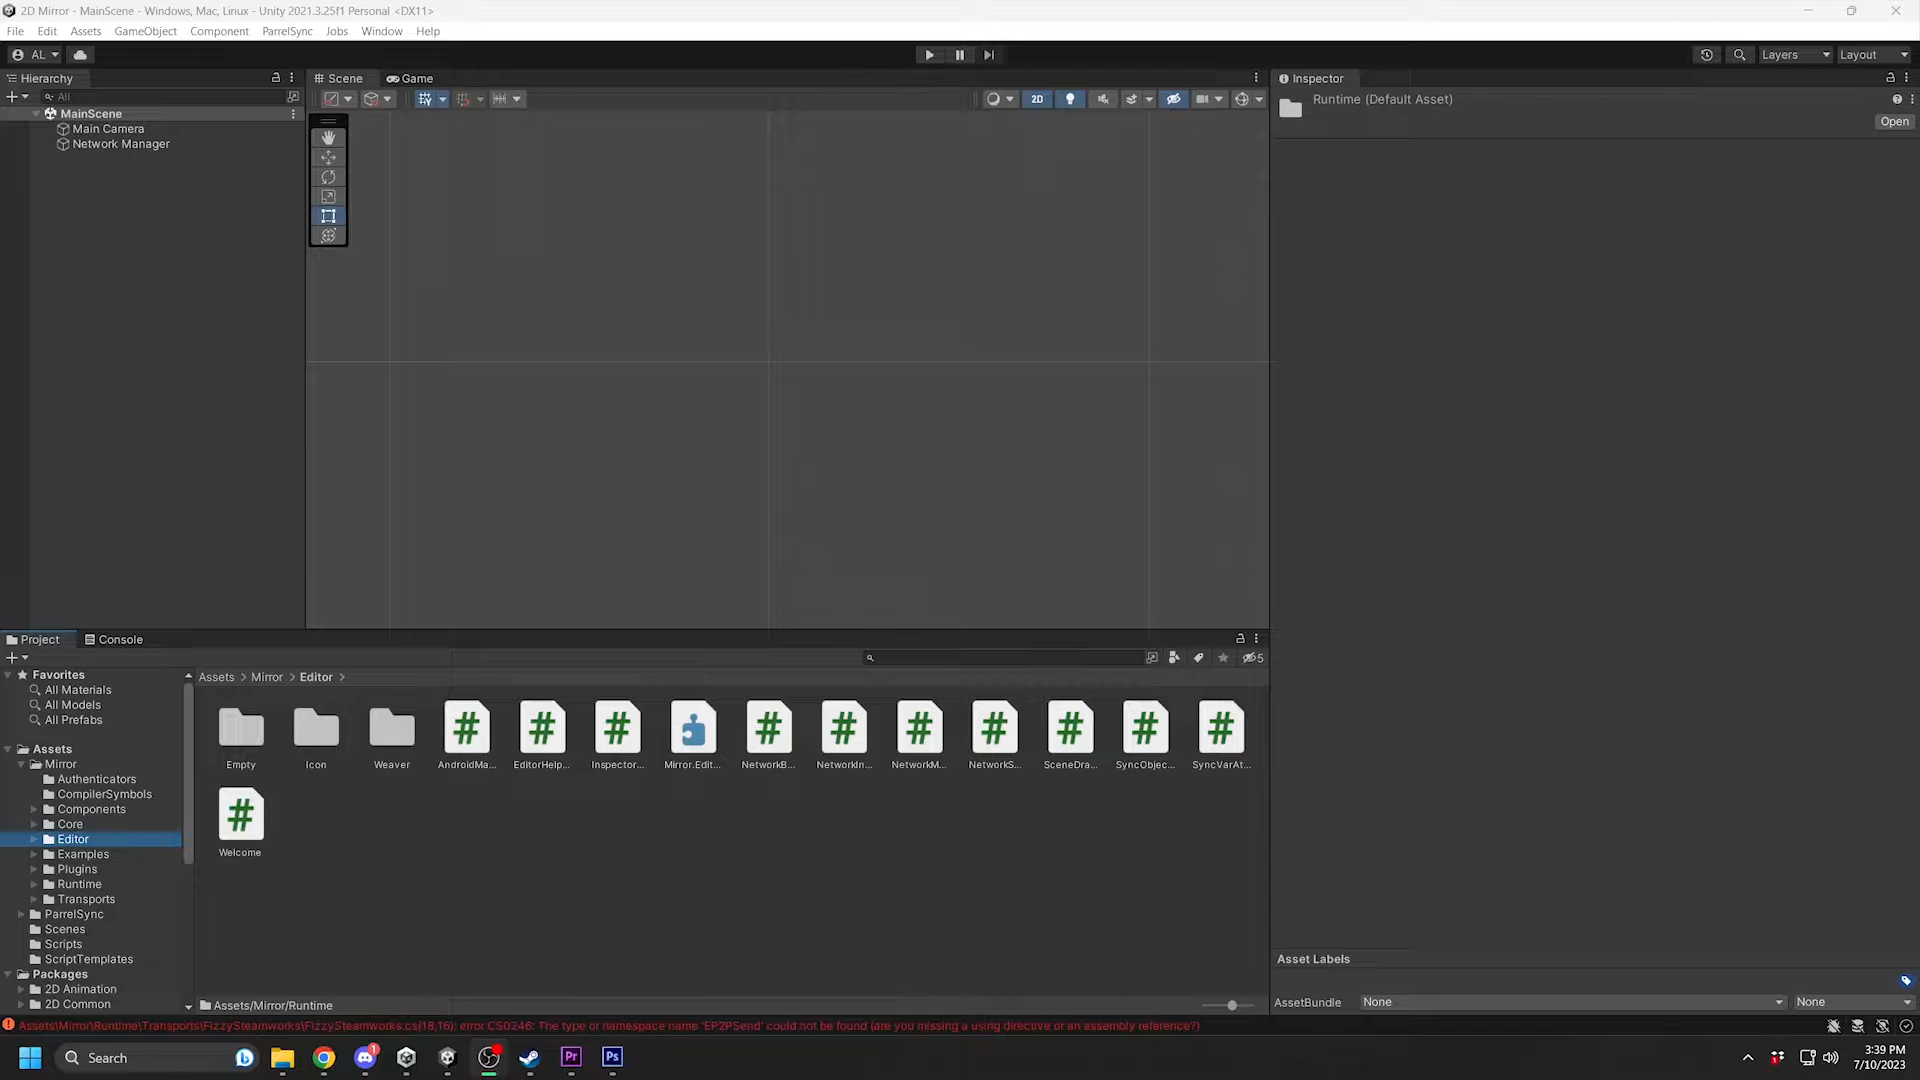 2D Mirror - MainScene - Windows, Mac, Linux - Unity 2021.3.25f1 Personal <DX11>
File Edit Assets GameObject Component ParrelSync Jobs Window Help
AL Layers Layout
Hierarchy
All
MainScene
Main Camera
Network Manager
Scene Game
2D
Inspector
Runtime (Default Asset)
Open
Project Console
5
Favorites
All Materials
All Models
All Prefabs
Assets
Mirror
Authenticators
CompilerSymbols
Components
Core
Editor
Examples
Plugins
Runtime
Transports
ParrelSync
Scenes
Scripts
ScriptTemplates
Packages
2D Animation
2D Common
Assets > Mirror > Editor >
Empty Icon Weaver AndroidMa... EditorHelp... Inspector... Mirror.Edit... NetworkB... NetworkIn... NetworkM... NetworkS... SceneDra... SyncObjec... SyncVarAt...
Welcome
Assets/Mirror/Runtime
Asset Labels
AssetBundle None None
Assets\Mirror\Runtime\Transports\FizzySteamworks\FizzySteamworks.cs(18,16): error CS0246: The type or namespace name 'EP2PSend' could not be found (are you missing a using directive or an assembly reference?)
Search
1
Pr
Ps
3:39 PM
7/10/2023